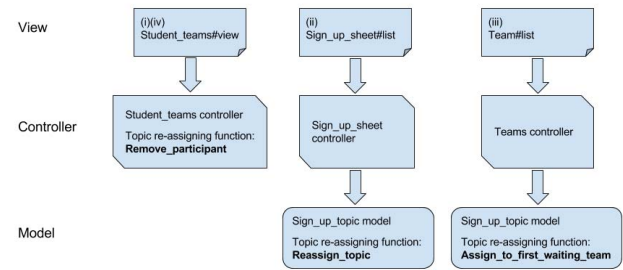 View
(i)(iv)
Student_teams#view
(ii)
Sign_up_sheet#list
(iii)
Team#list
Controller
Student_teams controller
Topic re-assigning function:
Remove_participant
Sign_up_sheet
controller
Teams controller
Model
Sign_up_topic model
Topic re-assigning function:
Reassign_topic
Sign_up_topic model
Topic re-assigning function:
Assign_to_first_waiting_team